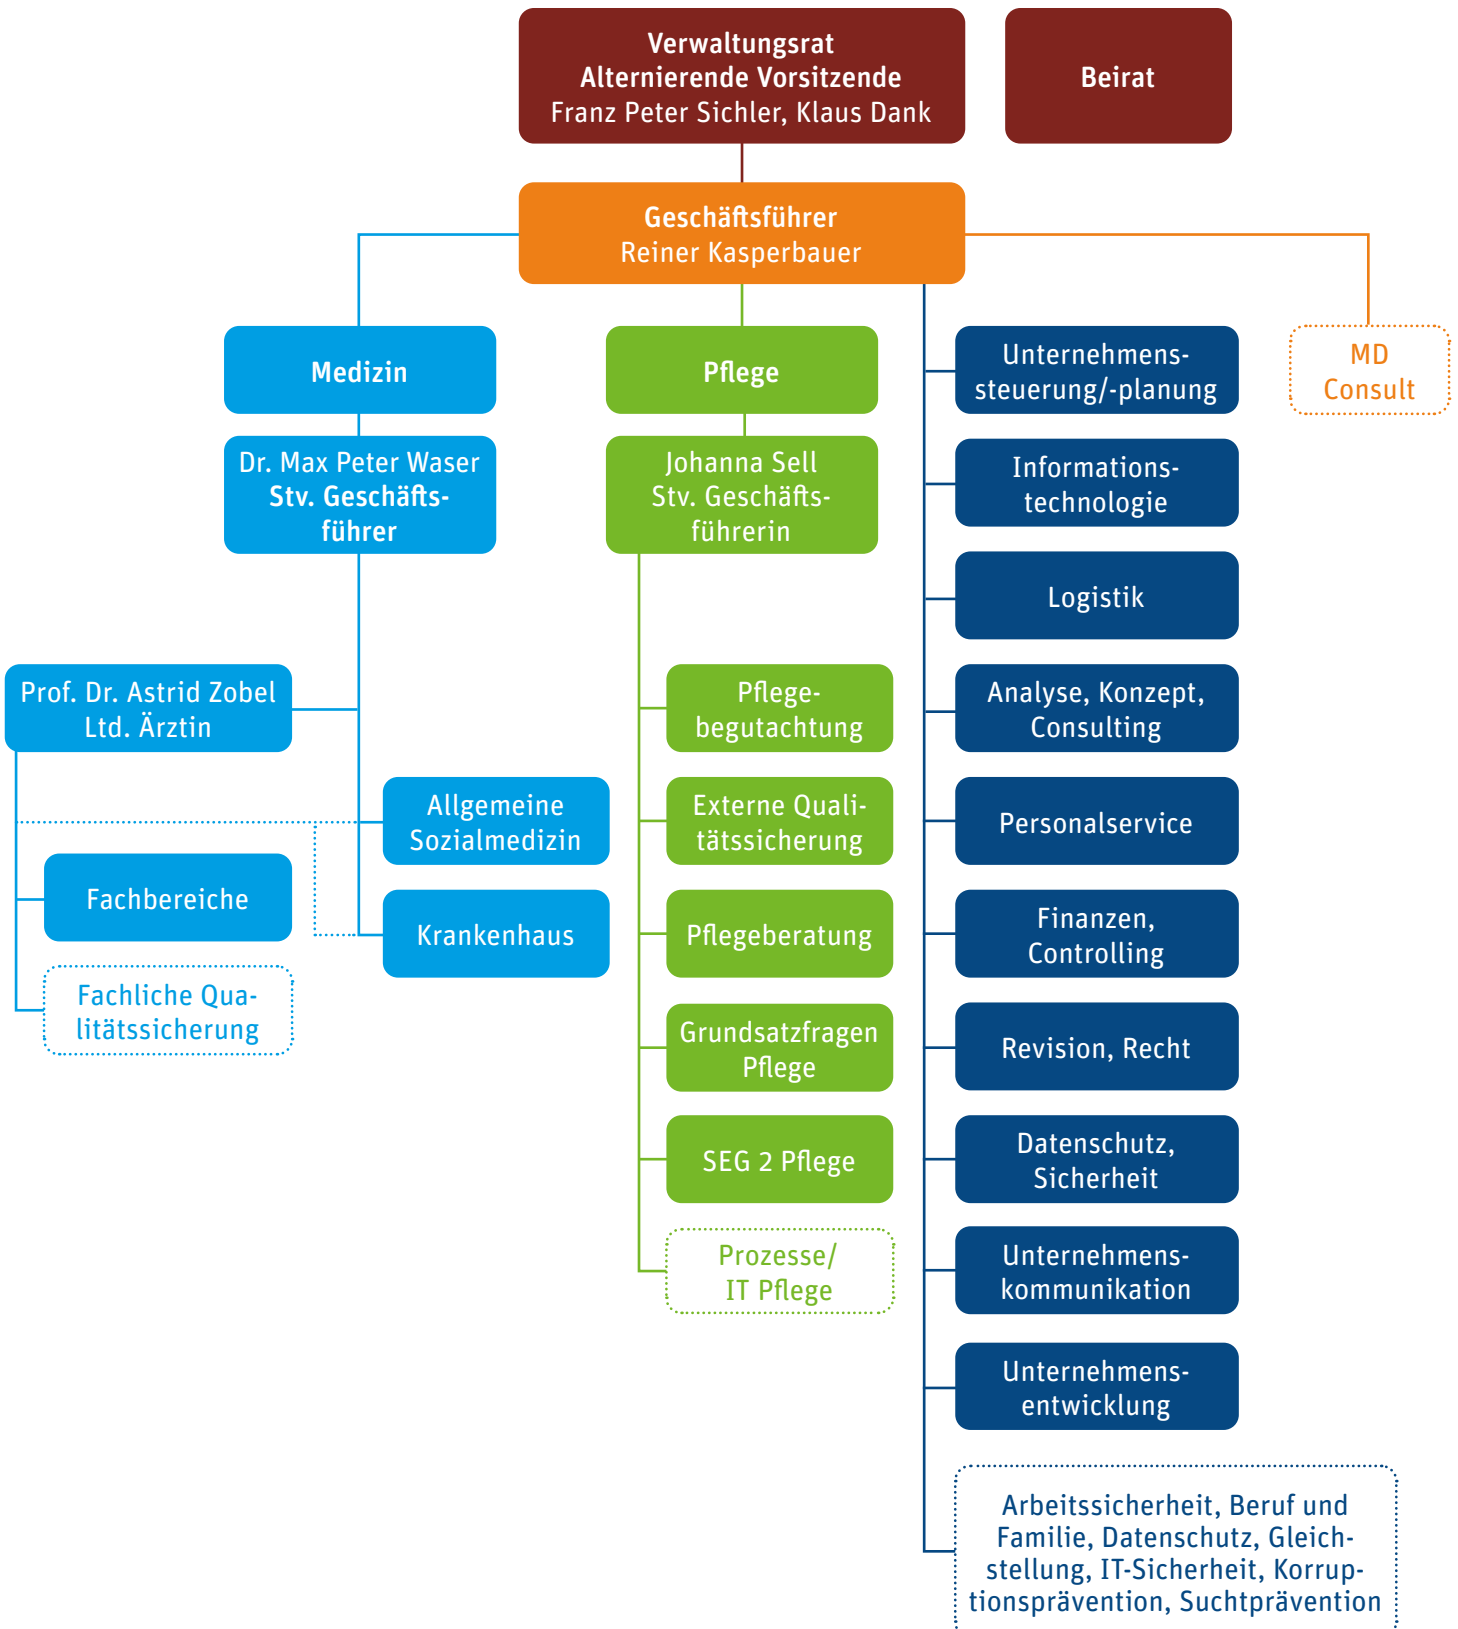 Verwaltungsrat
Alternierende Vorsitzende
Franz Peter Sichler, Klaus Dank
Beirat
Geschäftsführer
Reiner Kasperbauer
Medizin
Dr. Max Peter Waser
Stv. Geschäfts-
führer
Prof. Dr. Astrid Zobel
Ltd. Ärztin
Allgemeine
Sozialmedizin
Fachbereiche
Krankenhaus
Fachliche Qua-
litätssicherung
Pflege
Johanna Sell
Stv. Geschäfts-
führerin
Pflege-
begutachtung
Externe Quali-
tätssicherung
Pflegeberatung
Grundsatzfragen
Pflege
SEG 2 Pflege
Prozesse/
IT Pflege
Unternehmens-
steuerung/-planung
Informations-
technologie
Logistik
Analyse, Konzept,
Consulting
Personalservice
Finanzen,
Controlling
Revision, Recht
Datenschutz,
Sicherheit
Unternehmens-
kommunikation
Unternehmens-
entwicklung
Arbeitssicherheit, Beruf und
Familie, Datenschutz, Gleich-
stellung, IT-Sicherheit, Korrup-
tionsprävention, Suchtprävention
MD
Consult